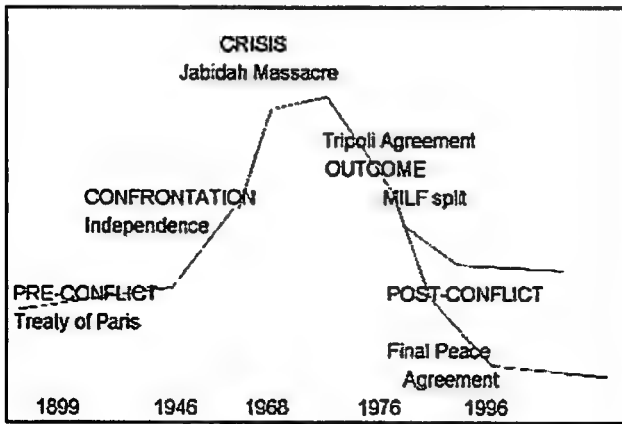 CRISIS
Jabidah Massacre
Tripoli Agreement
OUTCOME
MILF split
CONFRONTATION
Independence
PRE-CONFLICT
Treaty of Paris
POST-CONFLICT
Final Peace
Agreement
1899 1946 1968 1976 1996